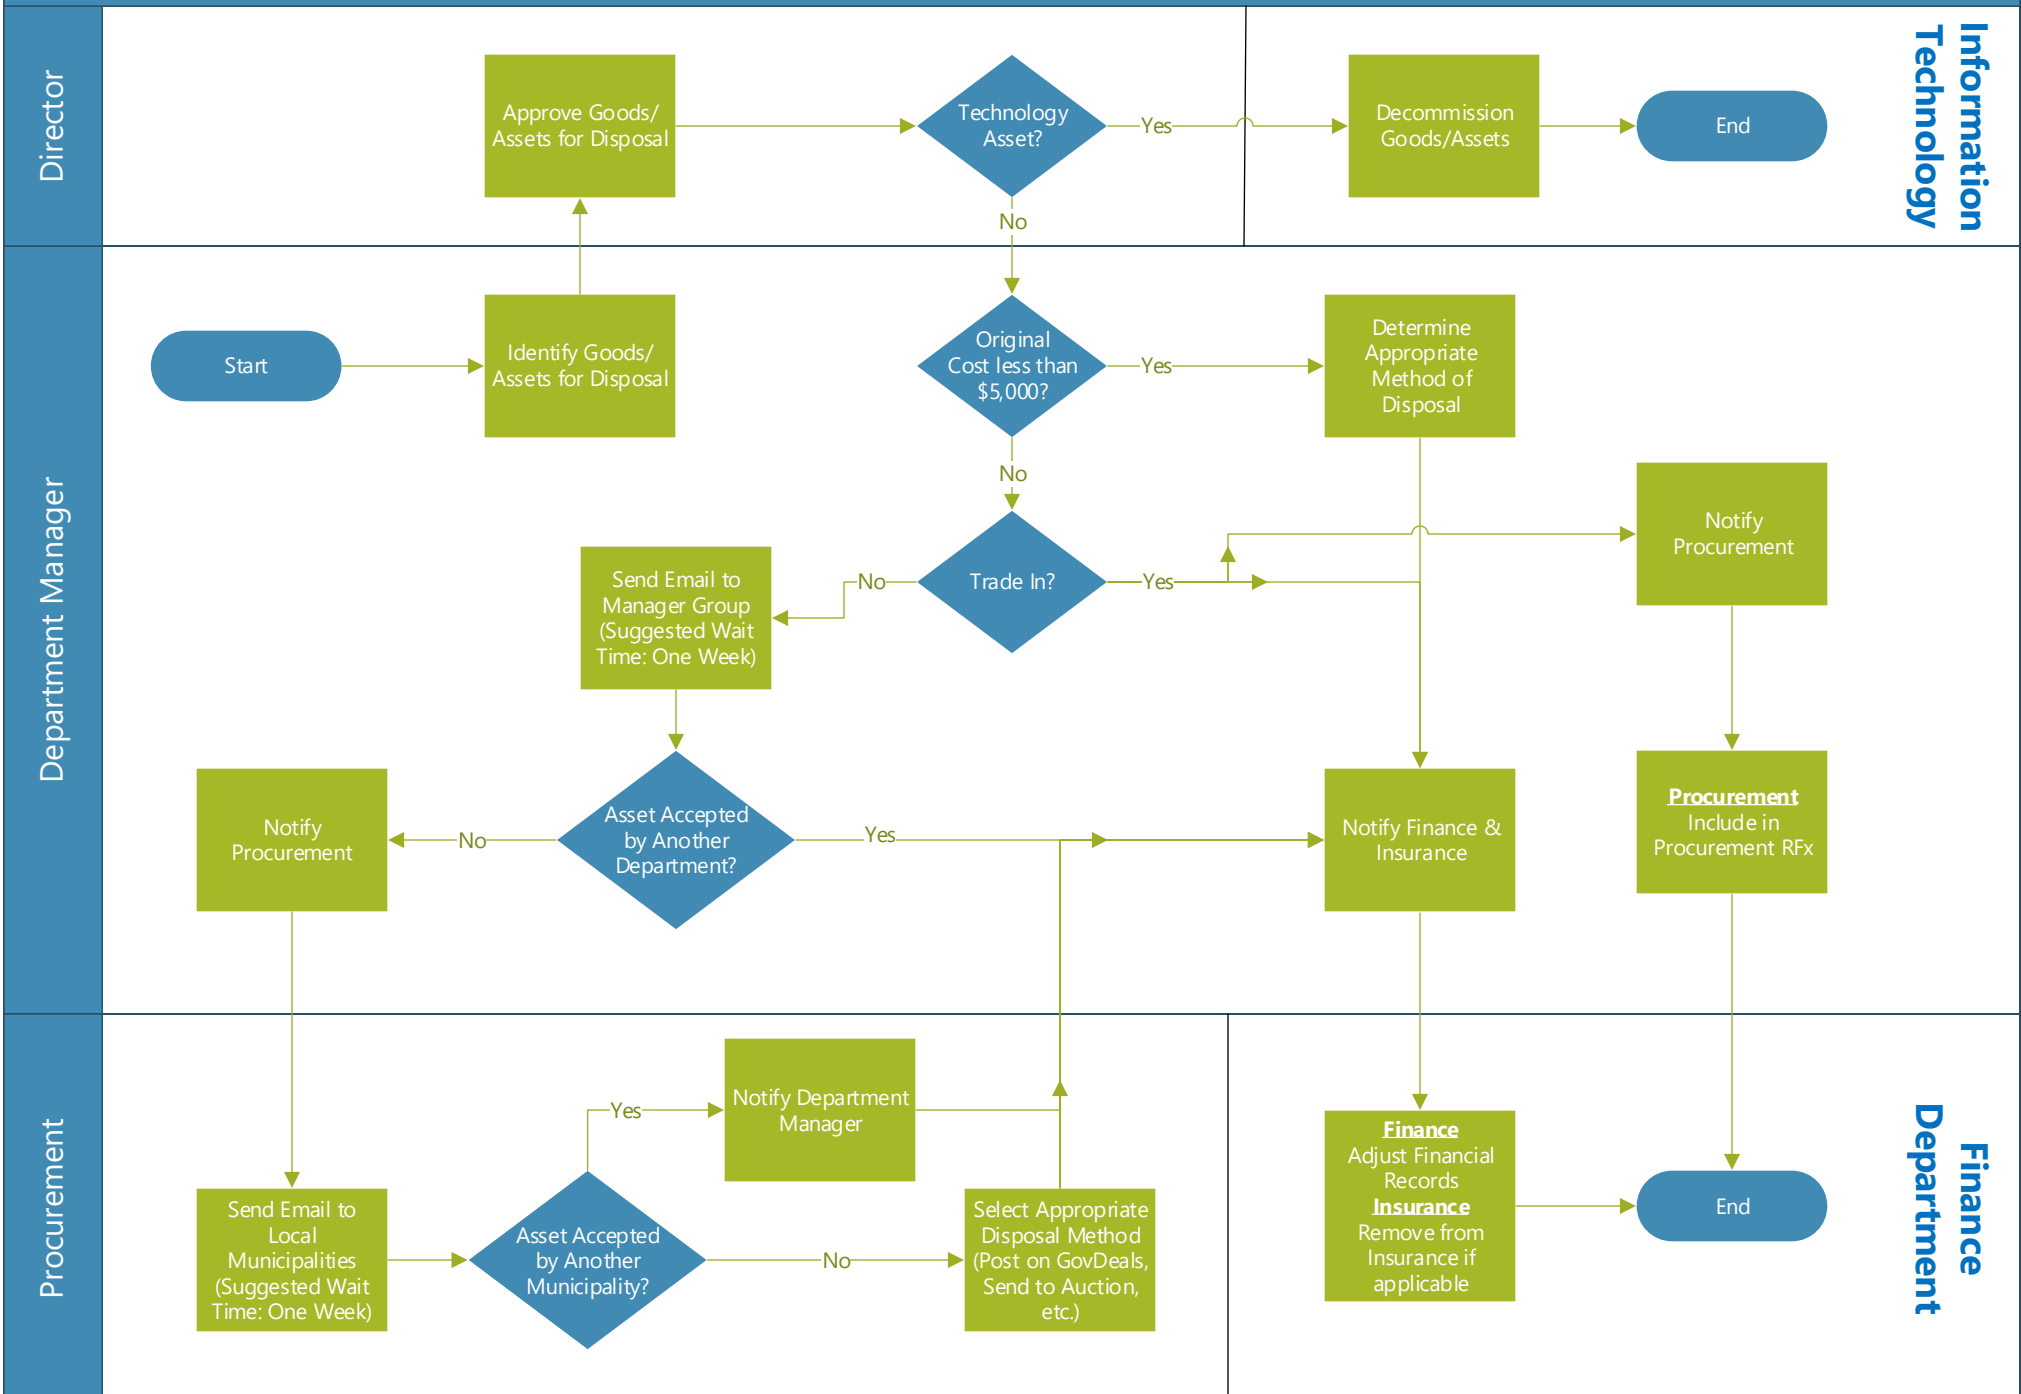 Director
Approve Goods/
Assets for Disposal
Technology
Asset?
Yes
No
Decommission
Goods/Assets
End
Information
Technology
Department Manager
Start
Identify Goods/
Assets for Disposal
Original
Cost less than
$5,000?
Yes
No
Determine
Appropriate
Method of
Disposal
Trade In?
Yes
No
Notify
Procurement
Send Email to
Manager Group
(Suggested Wait
Time: One Week)
Asset Accepted
by Another
Department?
Yes
No
Notify
Procurement
Notify Finance &
Insurance
Procurement
Include in
Procurement RFx
Procurement
Send Email to
Local
Municipalities
(Suggested Wait
Time: One Week)
Asset Accepted
by Another
Municipality?
Yes
No
Notify Department
Manager
Select Appropriate
Disposal Method
(Post on GovDeals,
Send to Auction,
etc.)
Finance
Adjust Financial
Records
Insurance
Remove from
Insurance if
applicable
End
Finance
Department